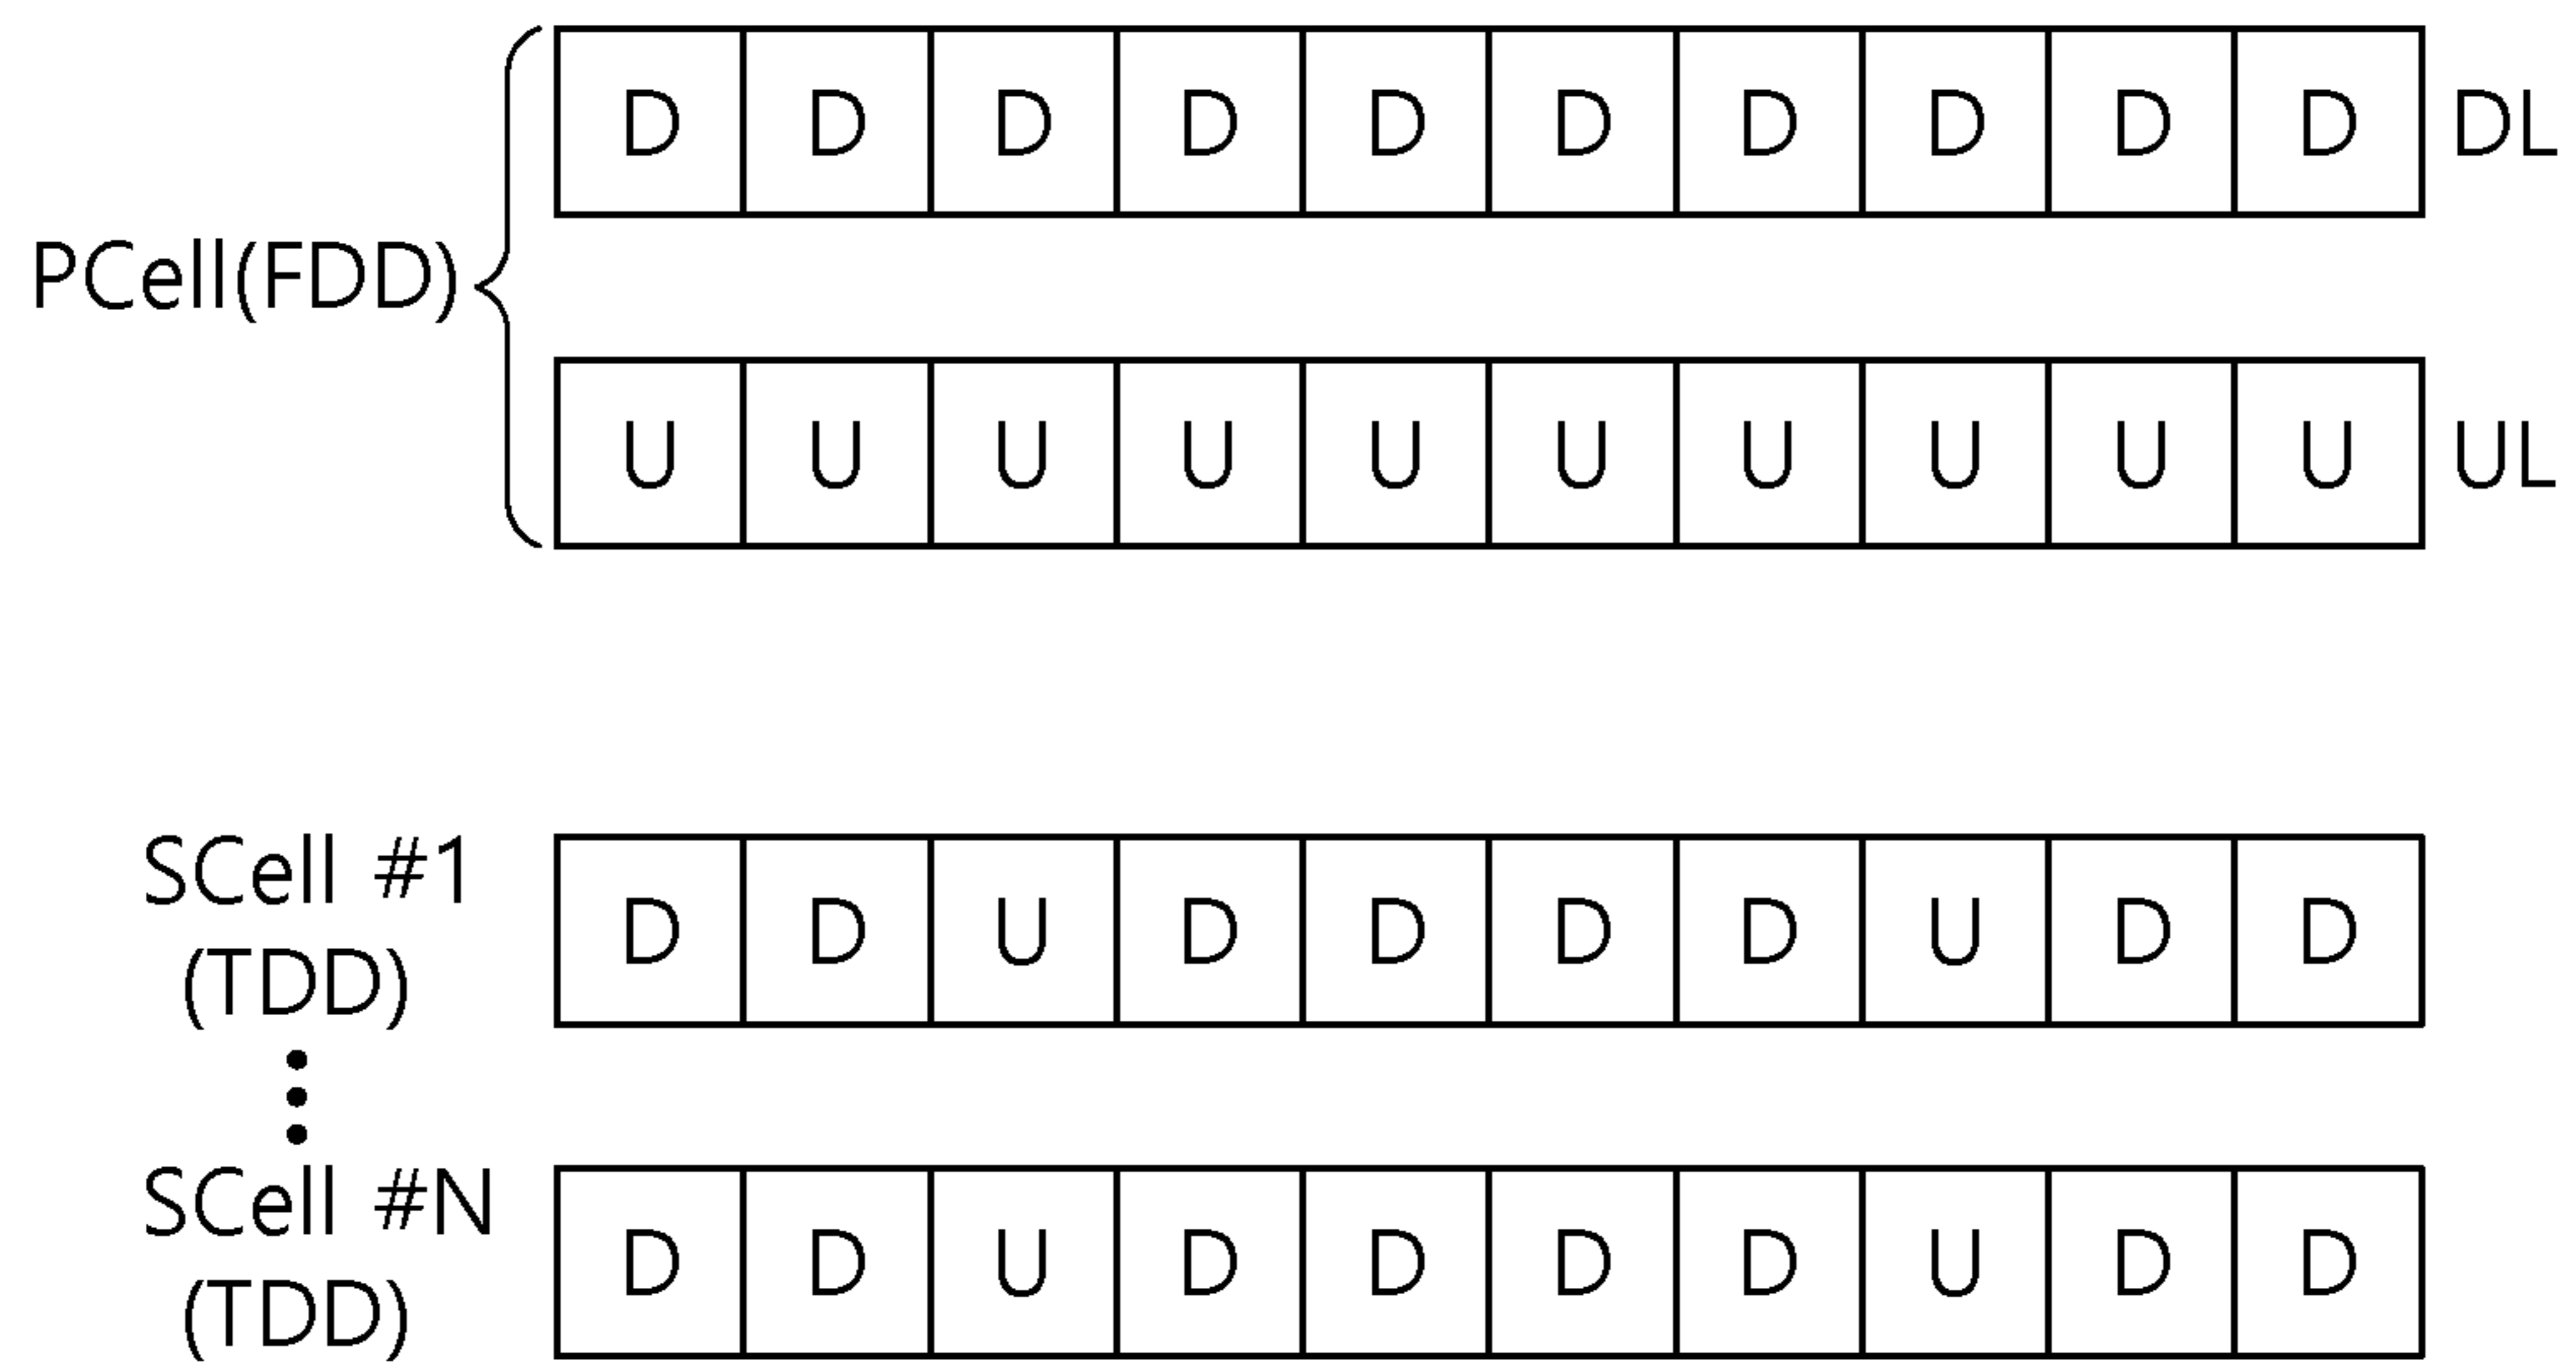 D D D D D D D D D D DL
PCell(FDD)
U U U U U U U U U U UL
SCell #1
(TDD)
D D U D D D D U D D
SCell #N
(TDD)
D D U D D D D U D D